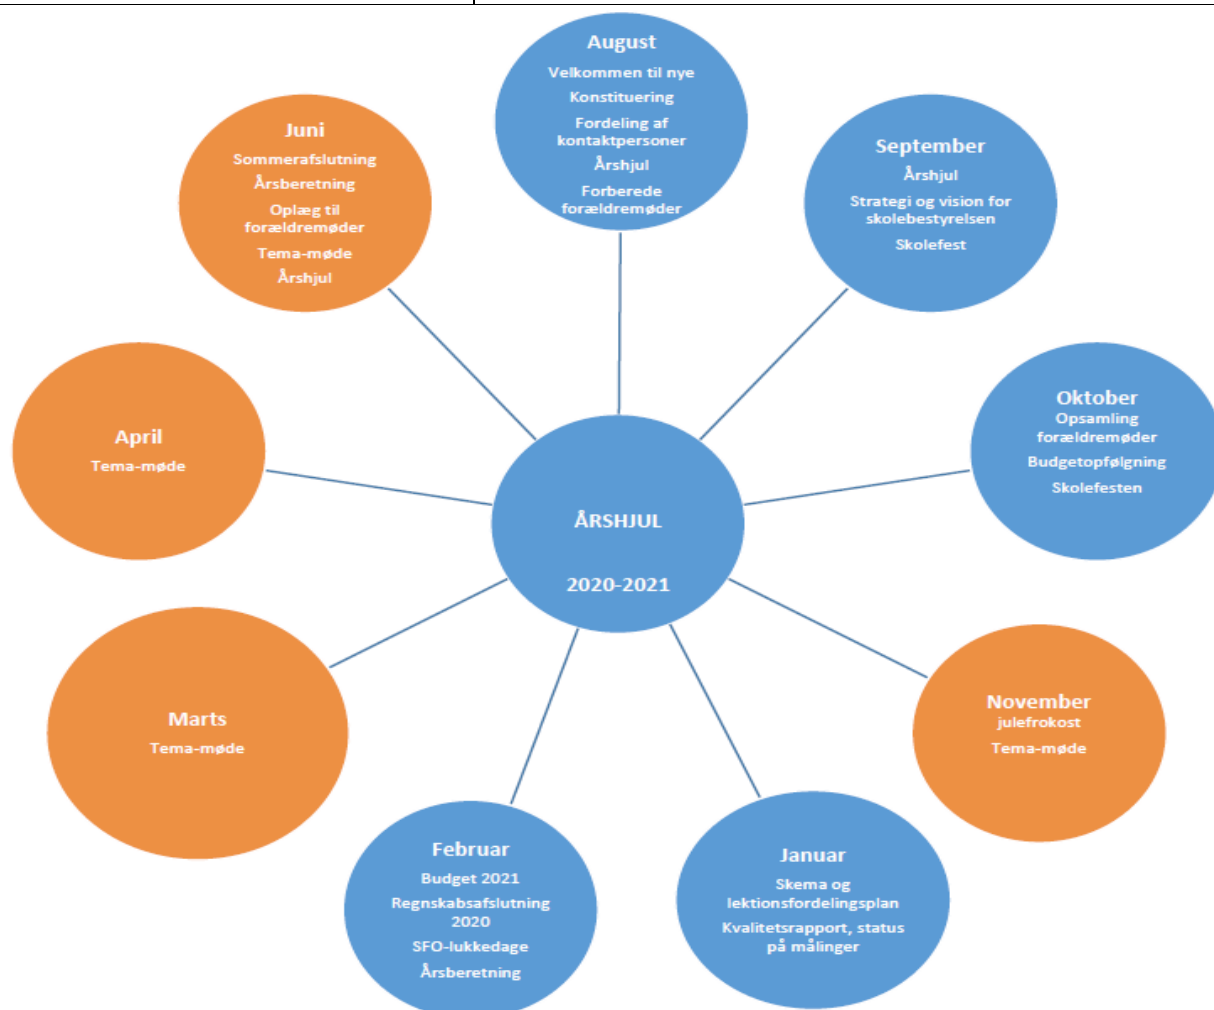 August
Velkommen til nye
Konstituering
Fordeling af
kontaktpersoner
Årshjul
Forberede
forældremøder
September
Årshjul
Strategi og vision for
skolebestyrelsen
Skolefest
Oktober
Opsamling
forældremøder
Budgetopfølgning
Skolefesten
November
julefrokost
Tema-møde
Januar
Skema og
lektionsfordelingsplan
Kvalitetsrapport, status
på målinger
Februar
Budget 2021
Regnskabsafslutning
2020
SFO-lukkedage
Årsberetning
Marts
Tema-møde
April
Tema-møde
Juni
Sommerafslutning
Årsberetning
Oplæg til
forældremøder
Tema-møde
Årshjul
ÅRSHJUL
2020-2021